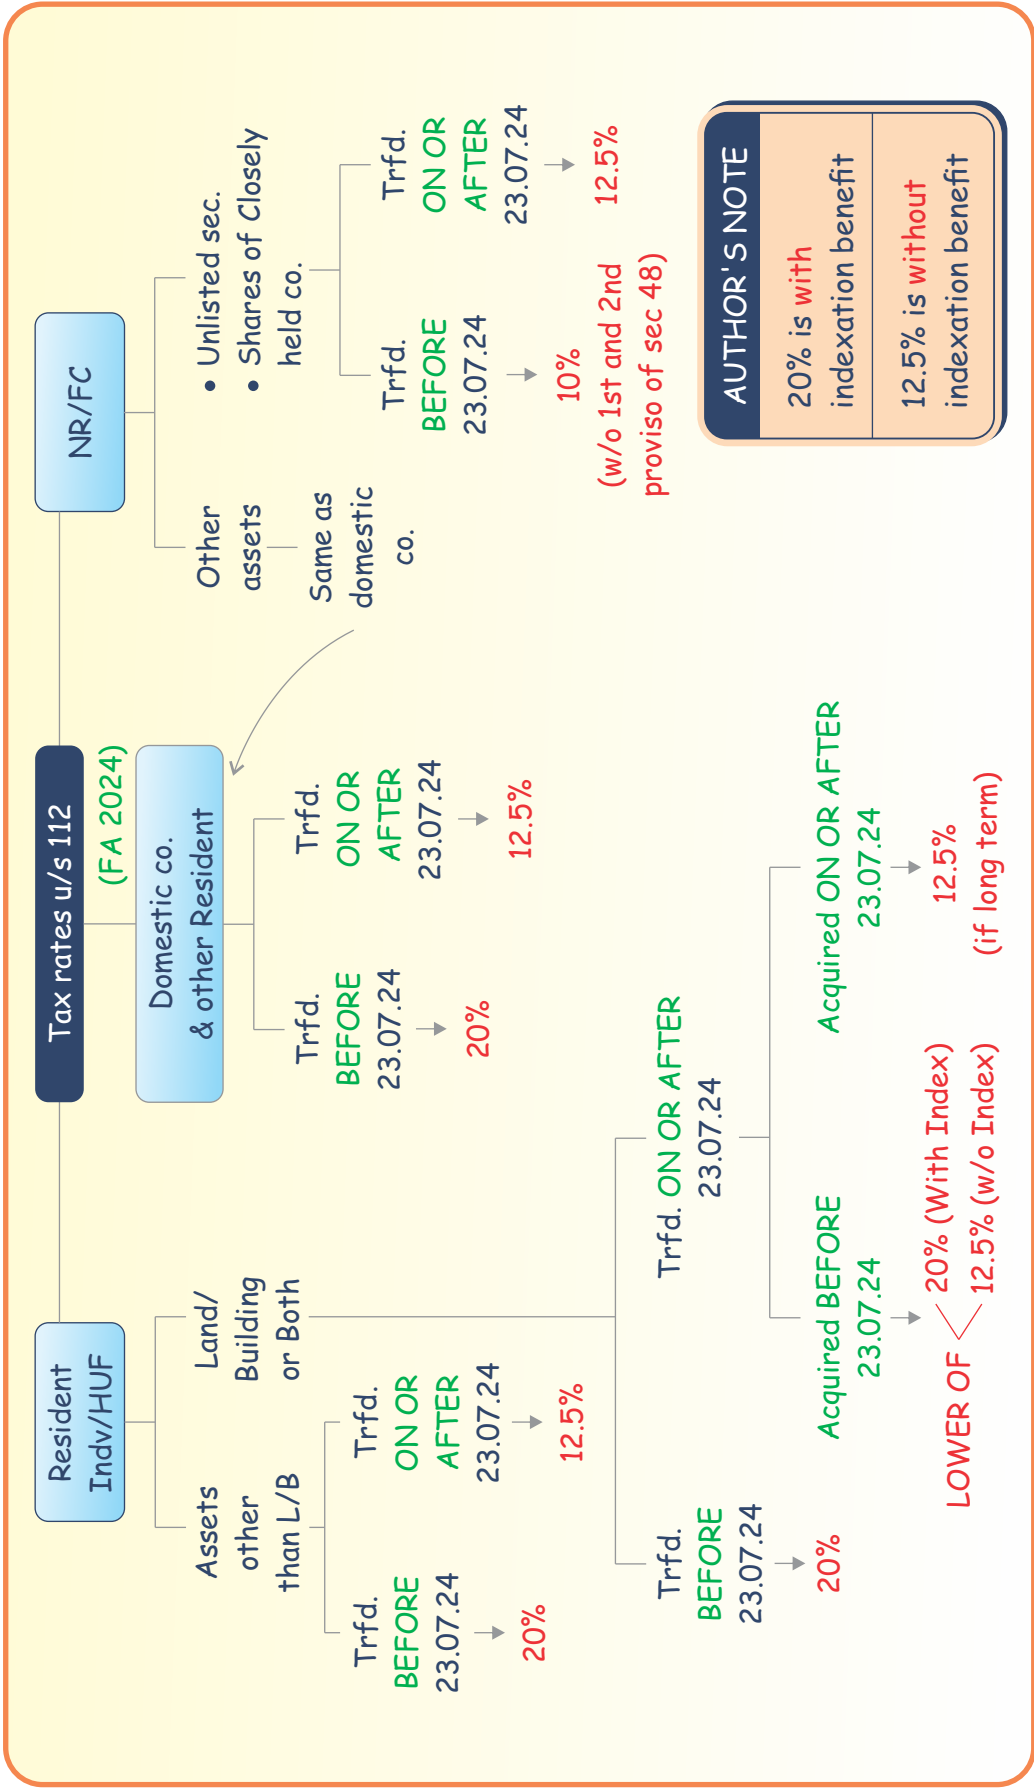 Tax rates u/s 112
(FA 2024)
Resident
Indv/HUF
Assets
other
than L/B
Trfd.
BEFORE
23.07.24
20%
Trfd.
ON OR
AFTER
23.07.24
12.5%
Land/
Building
or Both
Trfd.
BEFORE
23.07.24
20%
Trfd. ON OR AFTER
23.07.24
Acquired BEFORE
23.07.24
LOWER OF
20% (With Index)
12.5% (w/o Index)
Acquired ON OR AFTER
23.07.24
12.5%
(if long term)
Domestic co.
& other Resident
Trfd.
BEFORE
23.07.24
20%
Trfd.
ON OR
AFTER
23.07.24
12.5%
NR/FC
Other
assets
Same as
domestic
co.
• Unlisted sec.
• Shares of Closely
held co.
Trfd.
BEFORE
23.07.24
10%
(w/o 1st and 2nd
proviso of sec 48)
Trfd.
ON OR
AFTER
23.07.24
12.5%
AUTHOR'S NOTE
20% is with
indexation benefit
12.5% is without
indexation benefit